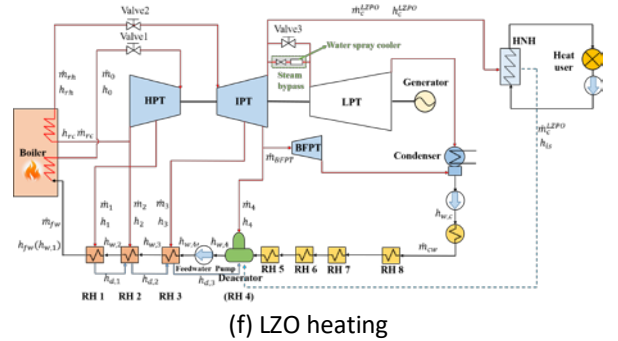 Valve2
Valve1
ṁ_rh
h_rh
ṁ_0
h_0
HPT
IPT
Valve3
Water spray cooler
Steam
bypass
LPT
Generator
ṁ_c^LZPO h_c^LZPO
HNH
Heat
user
Boiler
h_rc ṁ_rc
ṁ_BFPT
BFPT
Condenser
ṁ_c^LZPO
h_is
ṁ_1
h_1
ṁ_2
h_2
ṁ_3
h_3
ṁ_4
h_4
h_w,c
ṁ_fw
h_fw(h_w,1)
h_w,2
h_w,3
h_w,4t
h_w,4
ṁ_cw
Feedwater Pump
Deaerator
h_d,1
h_d,2
h_d,3
RH 1
RH 2
RH 3
(RH 4)
RH 5
RH 6
RH 7
RH 8
(f) LZO heating